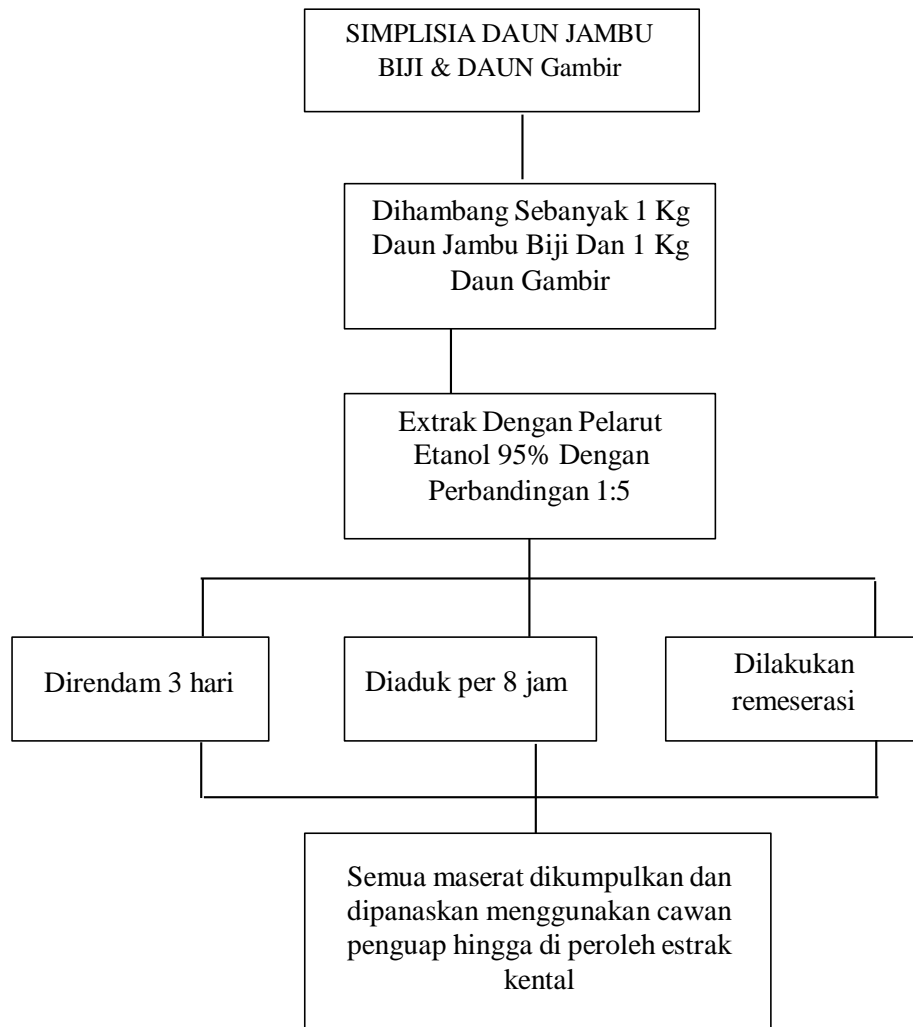 SIMPLISIA DAUN JAMBU
BIJI & DAUN Gambir
Dihambang Sebanyak 1 Kg
Daun Jambu Biji Dan 1 Kg
Daun Gambir
Extrak Dengan Pelarut
Etanol 95% Dengan
Perbandingan 1:5
Direndam 3 hari
Diaduk per 8 jam
Dilakukan
remeserasi
Semua maserat dikumpulkan dan
dipanaskan menggunakan cawan
penguap hingga di peroleh estrak
kental